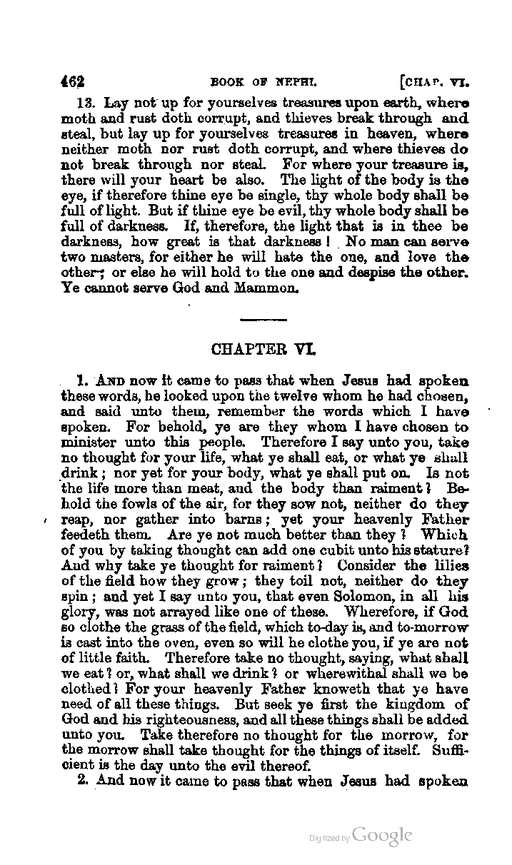 462 BOOK OF NEPHI. [CHAP. VI.
13. Lay not up for yourselves treasures upon earth, where
moth and rust doth corrupt, and thieves break through and
steal, but lay up for yourselves treasures in heaven, where
neither moth nor rust doth corrupt, and where thieves do
not break through nor steal. For where your treasure is,
there will your heart be also. The light of the body is the
eye, if therefore thine eye be single, thy whole body shall be
full of light. But if thine eye be evil, thy whole body shall be
full of darkness. If, therefore, the light that is in thee be
darkness, how great is that darkness! No man can serve
two masters, for either he will hate the one, and love the
other; or else he will hold to the one and despise the other.
Ye cannot serve God and Mammon.
CHAPTER VI.
1. AND now it came to pass that when Jesus had spoken
these words, he looked upon the twelve whom he had chosen,
and said unto them, remember the words which I have
spoken. For behold, ye are they whom I have chosen to
minister unto this people. Therefore I say unto you, take
no thought for your life, what ye shall eat, or what ye shall
drink; nor yet for your body, what ye shall put on. Is not
the life more than meat, and the body than raiment? Be-
hold the fowls of the air, for they sow not, neither do they
reap, nor gather into barns; yet your heavenly Father
feedeth them. Are ye not much better than they? Which
of you by taking thought can add one cubit unto his stature?
And why take ye thought for raiment? Consider the lilies
of the field how they grow; they toil not, neither do they
spin; and yet I say unto you, that even Solomon, in all his
glory, was not arrayed like one of these. Wherefore, if God
so clothe the grass of the field, which to-day is, and to-morrow
is cast into the oven, even so will he clothe you, if ye are not
of little faith. Therefore take no thought, saying, what shall
we eat? or, what shall we drink? or wherewithal shall we be
clothed? For your heavenly Father knoweth that ye have
need of all these things. But seek ye first the kingdom of
God and his righteousness, and all these things shall be added
unto you. Take therefore no thought for the morrow, for
the morrow shall take thought for the things of itself. Suffi-
cient is the day unto the evil thereof.
2. And now it came to pass that when Jesus had spoken
Digitized by Google